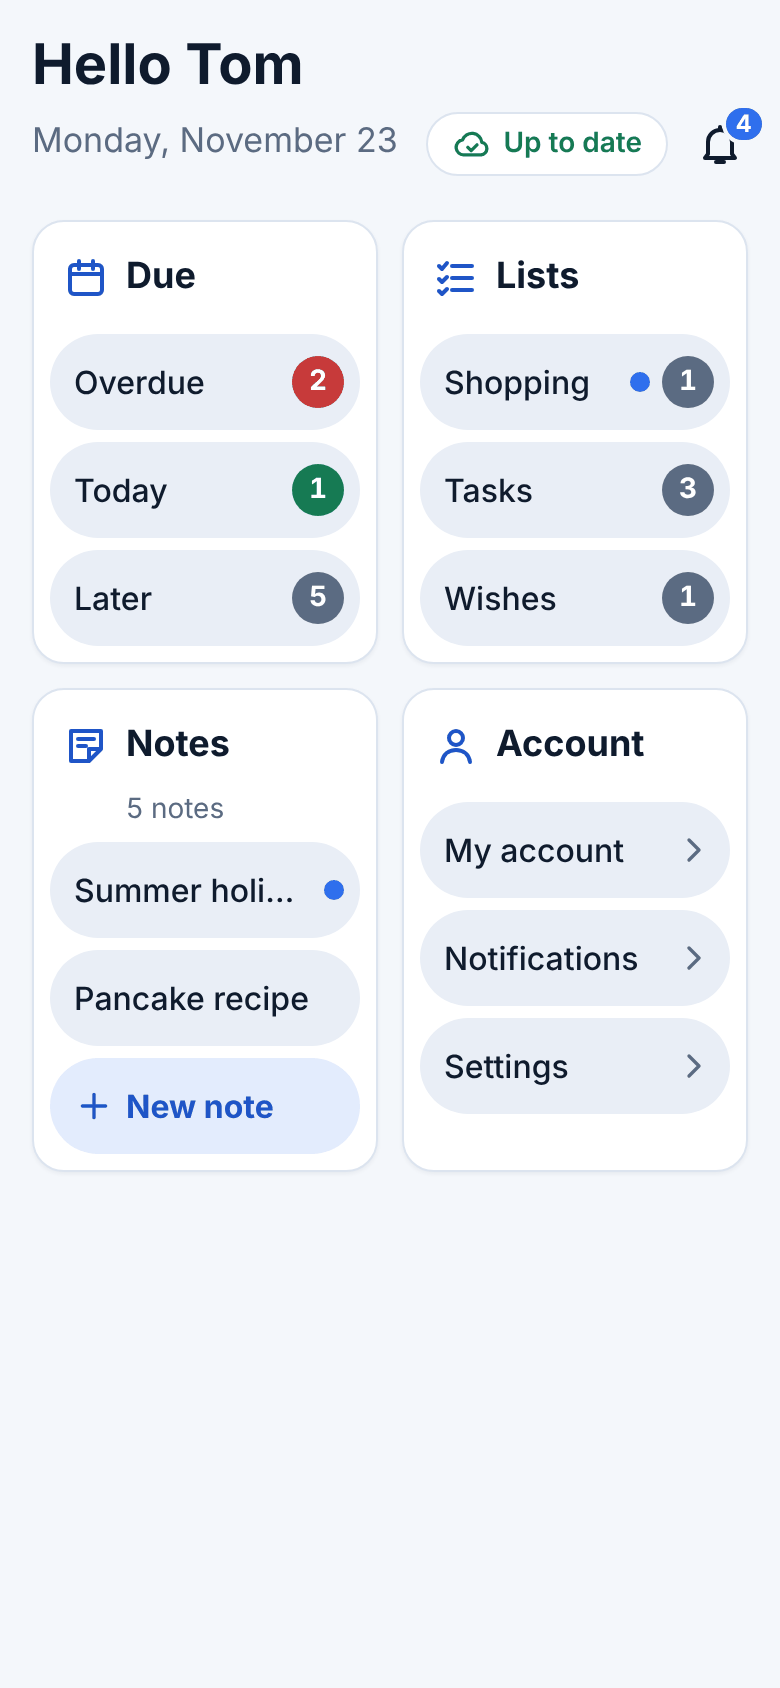 Hello Tom
Monday, November 23
Up to date
4
Due
Overdue 2
Today 1
Later 5
Lists
Shopping 1
Tasks 3
Wishes 1
Notes
5 notes
Summer holi...
Pancake recipe
New note
Account
My account
Notifications
Settings